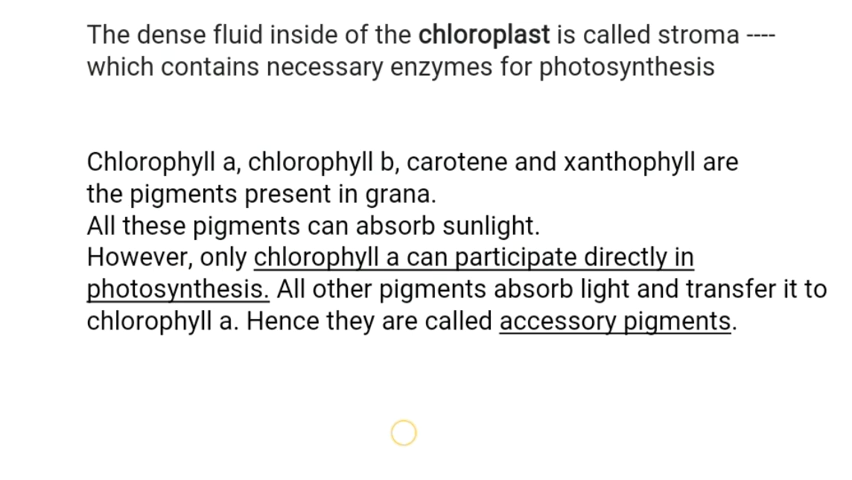 The dense fluid inside of the chloroplast is called stroma ----
which contains necessary enzymes for photosynthesis
Chlorophyll a, chlorophyll b, carotene and xanthophyll are
the pigments present in grana.
All these pigments can absorb sunlight.
However, only chlorophyll a can participate directly in
photosynthesis. All other pigments absorb light and transfer it to
chlorophyll a. Hence they are called accessory pigments.